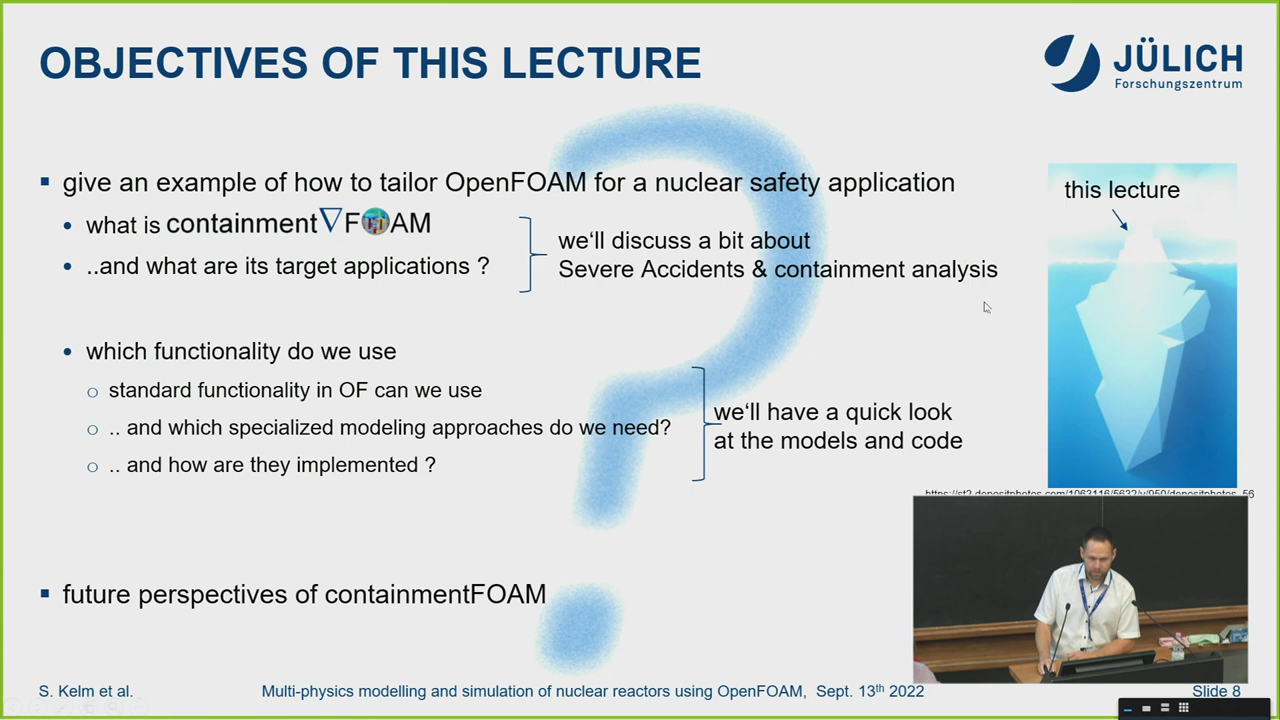 OBJECTIVES OF THIS LECTURE
JÜLICH
Forschungszentrum
▪ give an example of how to tailor OpenFOAM for a nuclear safety application
• what is containment∇FOAM
• ..and what are its target applications ?
we'll discuss a bit about
Severe Accidents & containment analysis
this lecture
• which functionality do we use
o standard functionality in OF can we use
o .. and which specialized modeling approaches do we need?
o .. and how are they implemented ?
we'll have a quick look
at the models and code
▪ future perspectives of containmentFOAM
S. Kelm et al.
Multi-physics modelling and simulation of nuclear reactors using OpenFOAM, Sept. 13th 2022
Slide 8